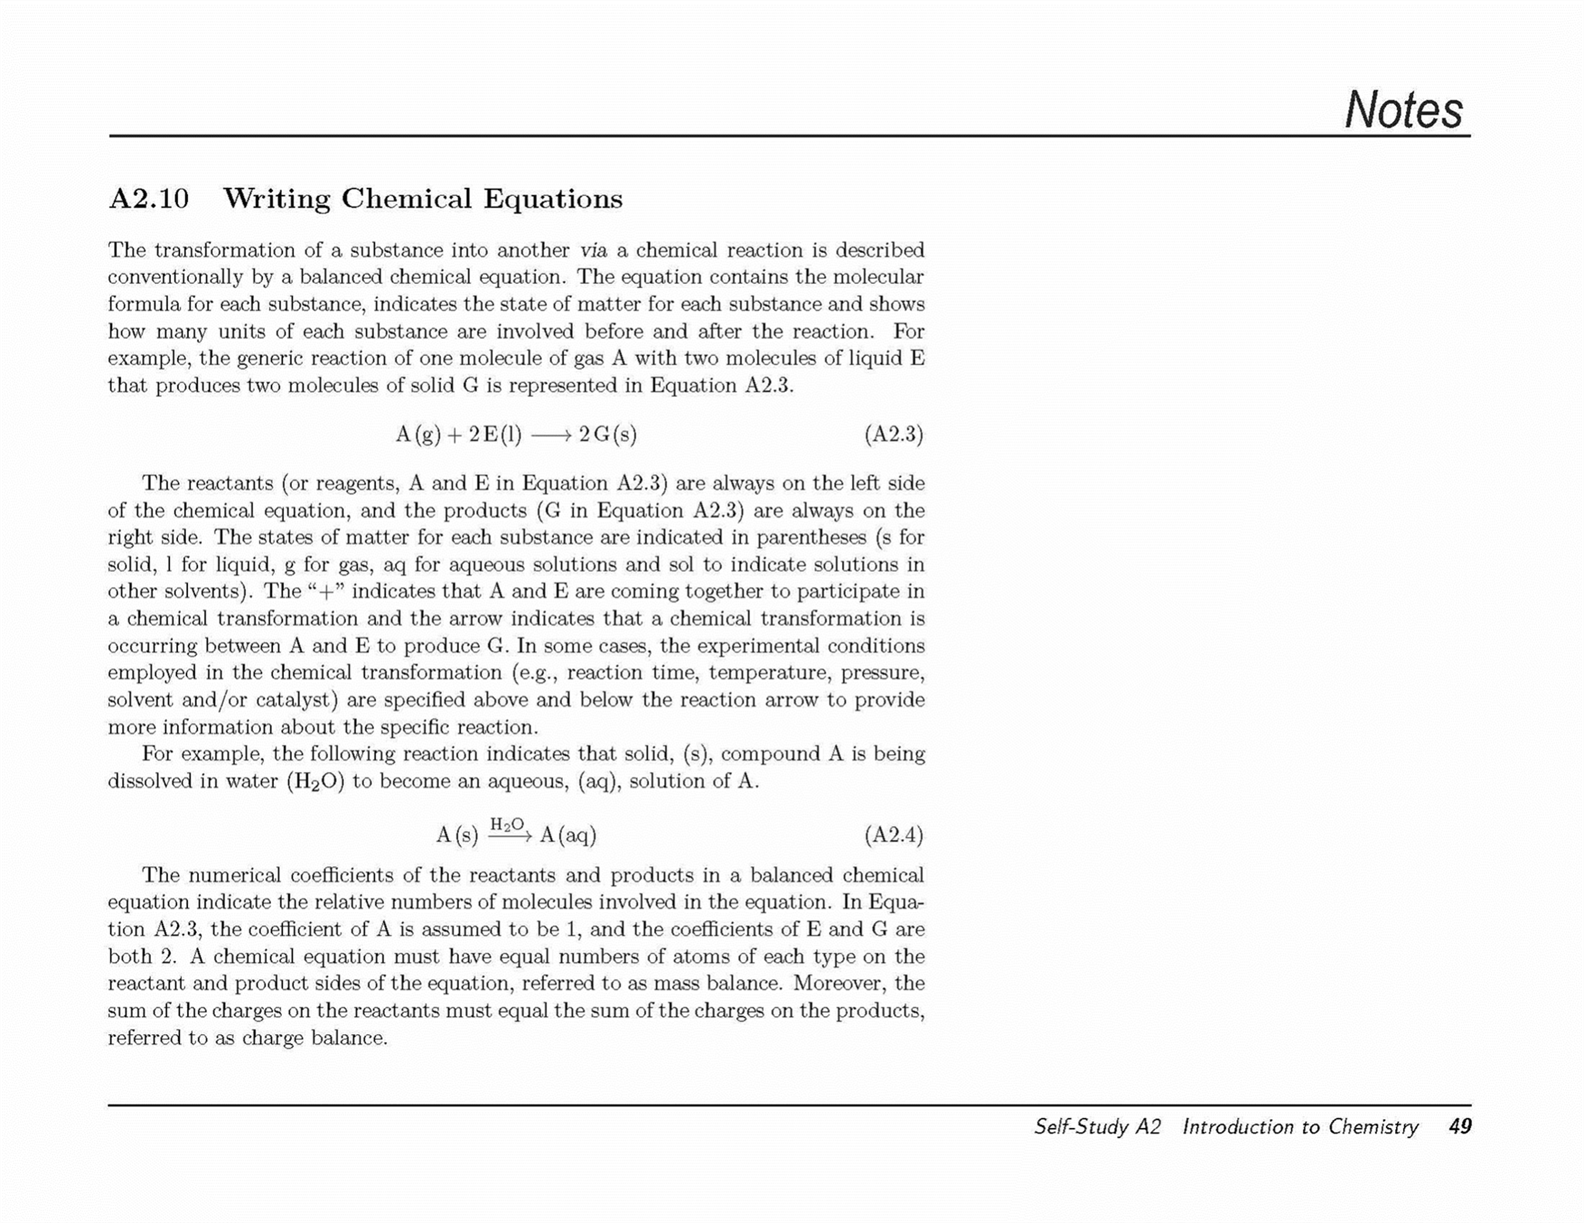 Notes
A2.10 Writing Chemical Equations
The transformation of a substance into another via a chemical reaction is described
conventionally by a balanced chemical equation. The equation contains the molecular
formula for each substance, indicates the state of matter for each substance and shows
how many units of each substance are involved before and after the reaction. For
example, the generic reaction of one molecule of gas A with two molecules of liquid E
that produces two molecules of solid G is represented in Equation A2.3.
A (g) + 2 E (l) ⟶ 2 G (s) (A2.3)
The reactants (or reagents, A and E in Equation A2.3) are always on the left side
of the chemical equation, and the products (G in Equation A2.3) are always on the
right side. The states of matter for each substance are indicated in parentheses (s for
solid, l for liquid, g for gas, aq for aqueous solutions and sol to indicate solutions in
other solvents). The “+” indicates that A and E are coming together to participate in
a chemical transformation and the arrow indicates that a chemical transformation is
occurring between A and E to produce G. In some cases, the experimental conditions
employed in the chemical transformation (e.g., reaction time, temperature, pressure,
solvent and/or catalyst) are specified above and below the reaction arrow to provide
more information about the specific reaction.
For example, the following reaction indicates that solid, (s), compound A is being
dissolved in water (H₂O) to become an aqueous, (aq), solution of A.
H₂O
A (s) ⟶ A (aq) (A2.4)
The numerical coefficients of the reactants and products in a balanced chemical
equation indicate the relative numbers of molecules involved in the equation. In Equa-
tion A2.3, the coefficient of A is assumed to be 1, and the coefficients of E and G are
both 2. A chemical equation must have equal numbers of atoms of each type on the
reactant and product sides of the equation, referred to as mass balance. Moreover, the
sum of the charges on the reactants must equal the sum of the charges on the products,
referred to as charge balance.
Self-Study A2 Introduction to Chemistry 49